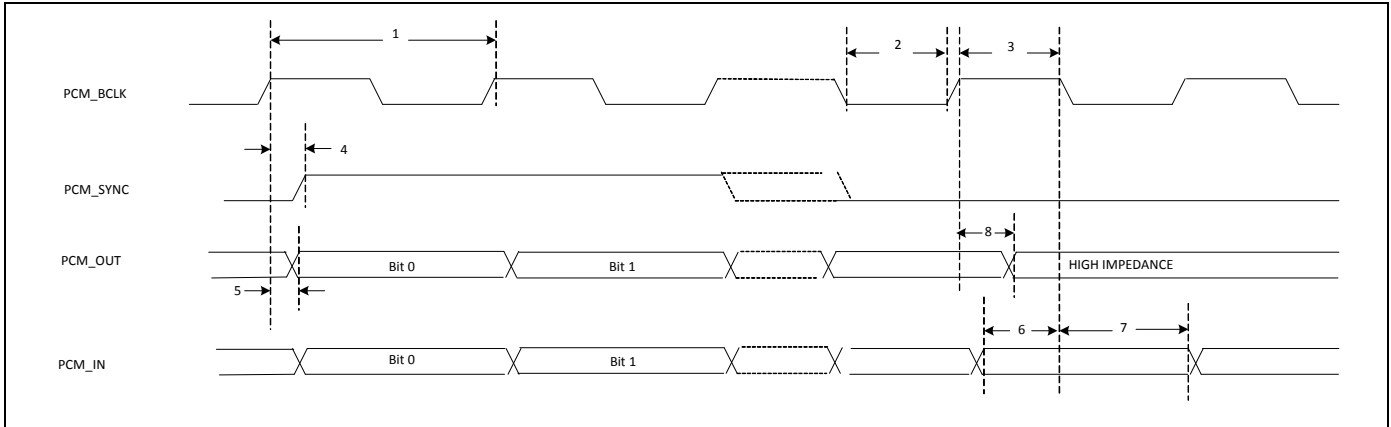 1
2
3
PCM_BCLK
4
PCM_SYNC
8
PCM_OUT
Bit 0
Bit 1
HIGH IMPEDANCE
5
6
7
PCM_IN
Bit 0
Bit 1